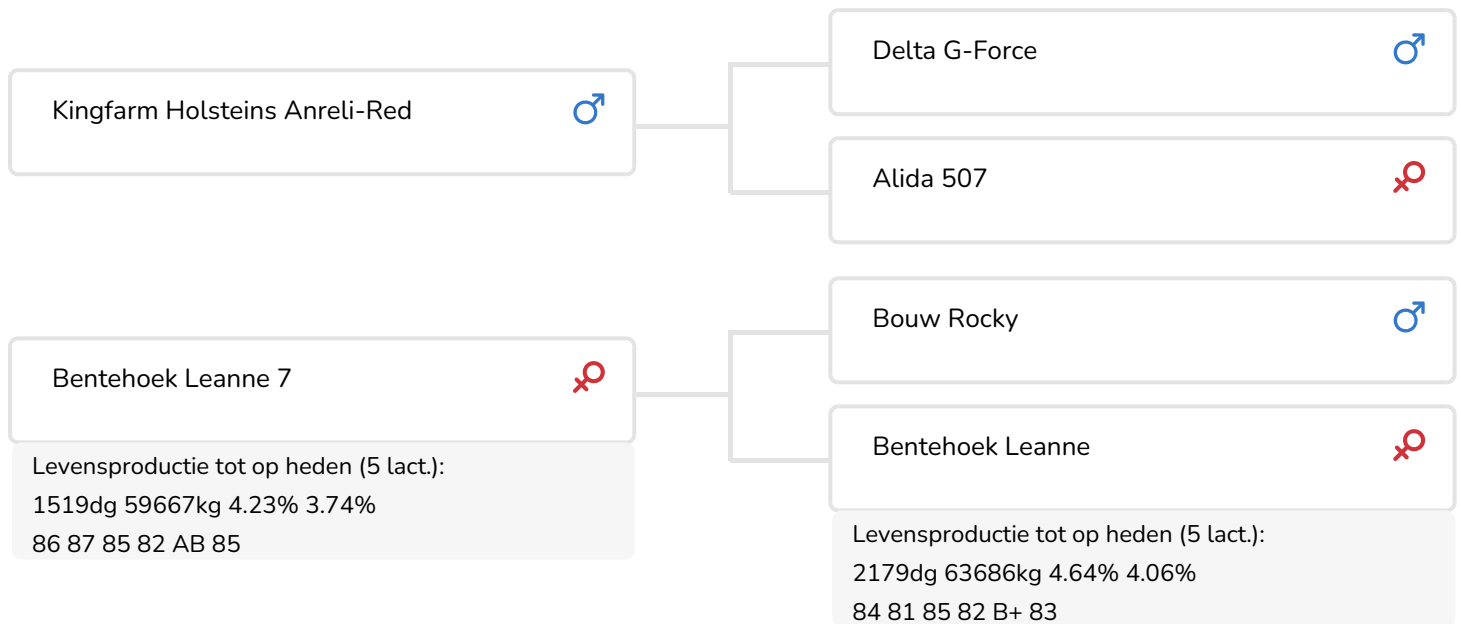 Kingfarm Holsteins Anreli-Red
Delta G-Force
Alida 507
Bentehoek Leanne 7
Levensproductie tot op heden (5 lact.):
1519dg 59667kg 4.23% 3.74%
86 87 85 82 AB 85
Bouw Rocky
Bentehoek Leanne
Levensproductie tot op heden (5 lact.):
2179dg 63686kg 4.64% 4.06%
84 81 85 82 B+ 83